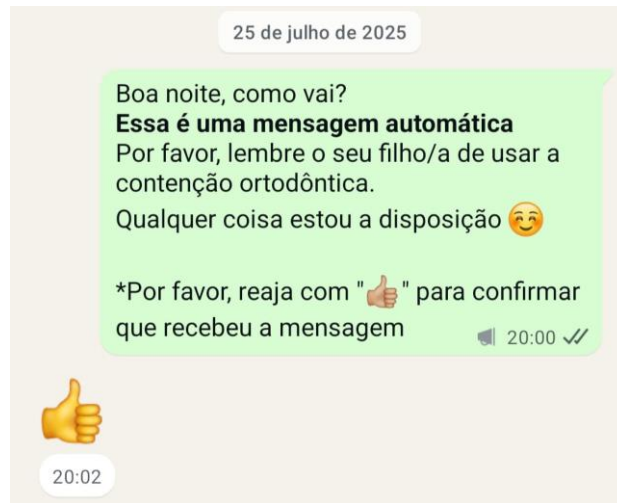 25 de julho de 2025
Boa noite, como vai?
Essa é uma mensagem automática
Por favor, lembre o seu filho/a de usar a
contenção ortodôntica.
Qualquer coisa estou a disposição ☺️
*Por favor, reaja com "👍🏼" para confirmar
que recebeu a mensagem
20:00
👍
20:02